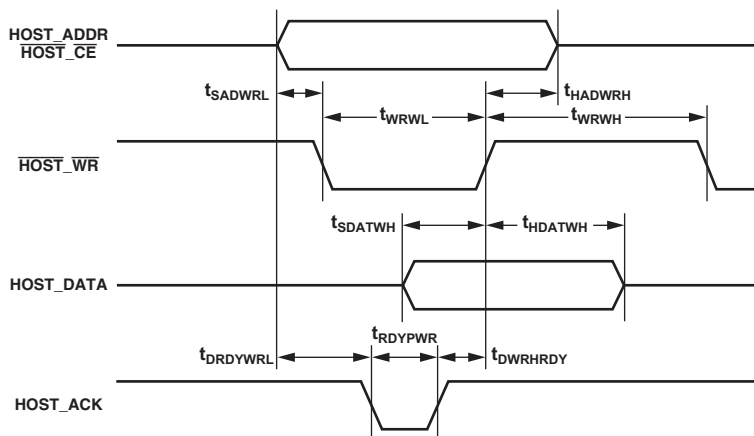 HOST_ADDR
HOST_CE
tSADWRL
tHADWRH
tWRWL
tWRWH
HOST_WR
tSDATWH
tHDATWH
HOST_DATA
tRDYPWR
tDRDYWRL
tDWRHRDY
HOST_ACK